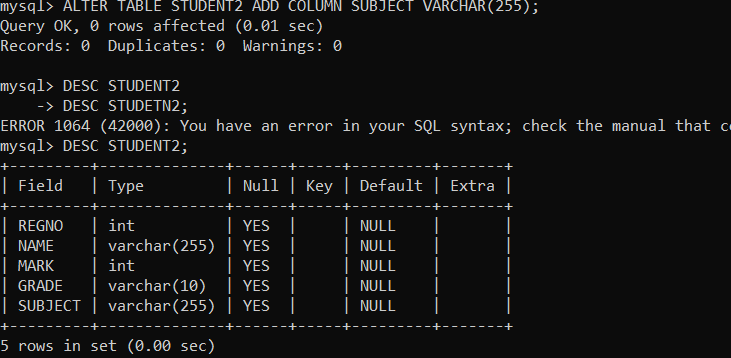 mysql> ALTER TABLE STUDENT2 ADD COLUMN SUBJECT VARCHAR(255);
Query OK, 0 rows affected (0.01 sec)
Records: 0  Duplicates: 0  Warnings: 0

mysql> DESC STUDENT2
    -> DESC STUDETN2;
ERROR 1064 (42000): You have an error in your SQL syntax; check the manual that
mysql> DESC STUDENT2;
+---------+--------------+------+-----+---------+-------+
| Field   | Type         | Null | Key | Default | Extra |
+---------+--------------+------+-----+---------+-------+
| REGNO   | int          | YES  |     | NULL    |       |
| NAME    | varchar(255) | YES  |     | NULL    |       |
| MARK    | int          | YES  |     | NULL    |       |
| GRADE   | varchar(10)  | YES  |     | NULL    |       |
| SUBJECT | varchar(255) | YES  |     | NULL    |       |
+---------+--------------+------+-----+---------+-------+
5 rows in set (0.00 sec)